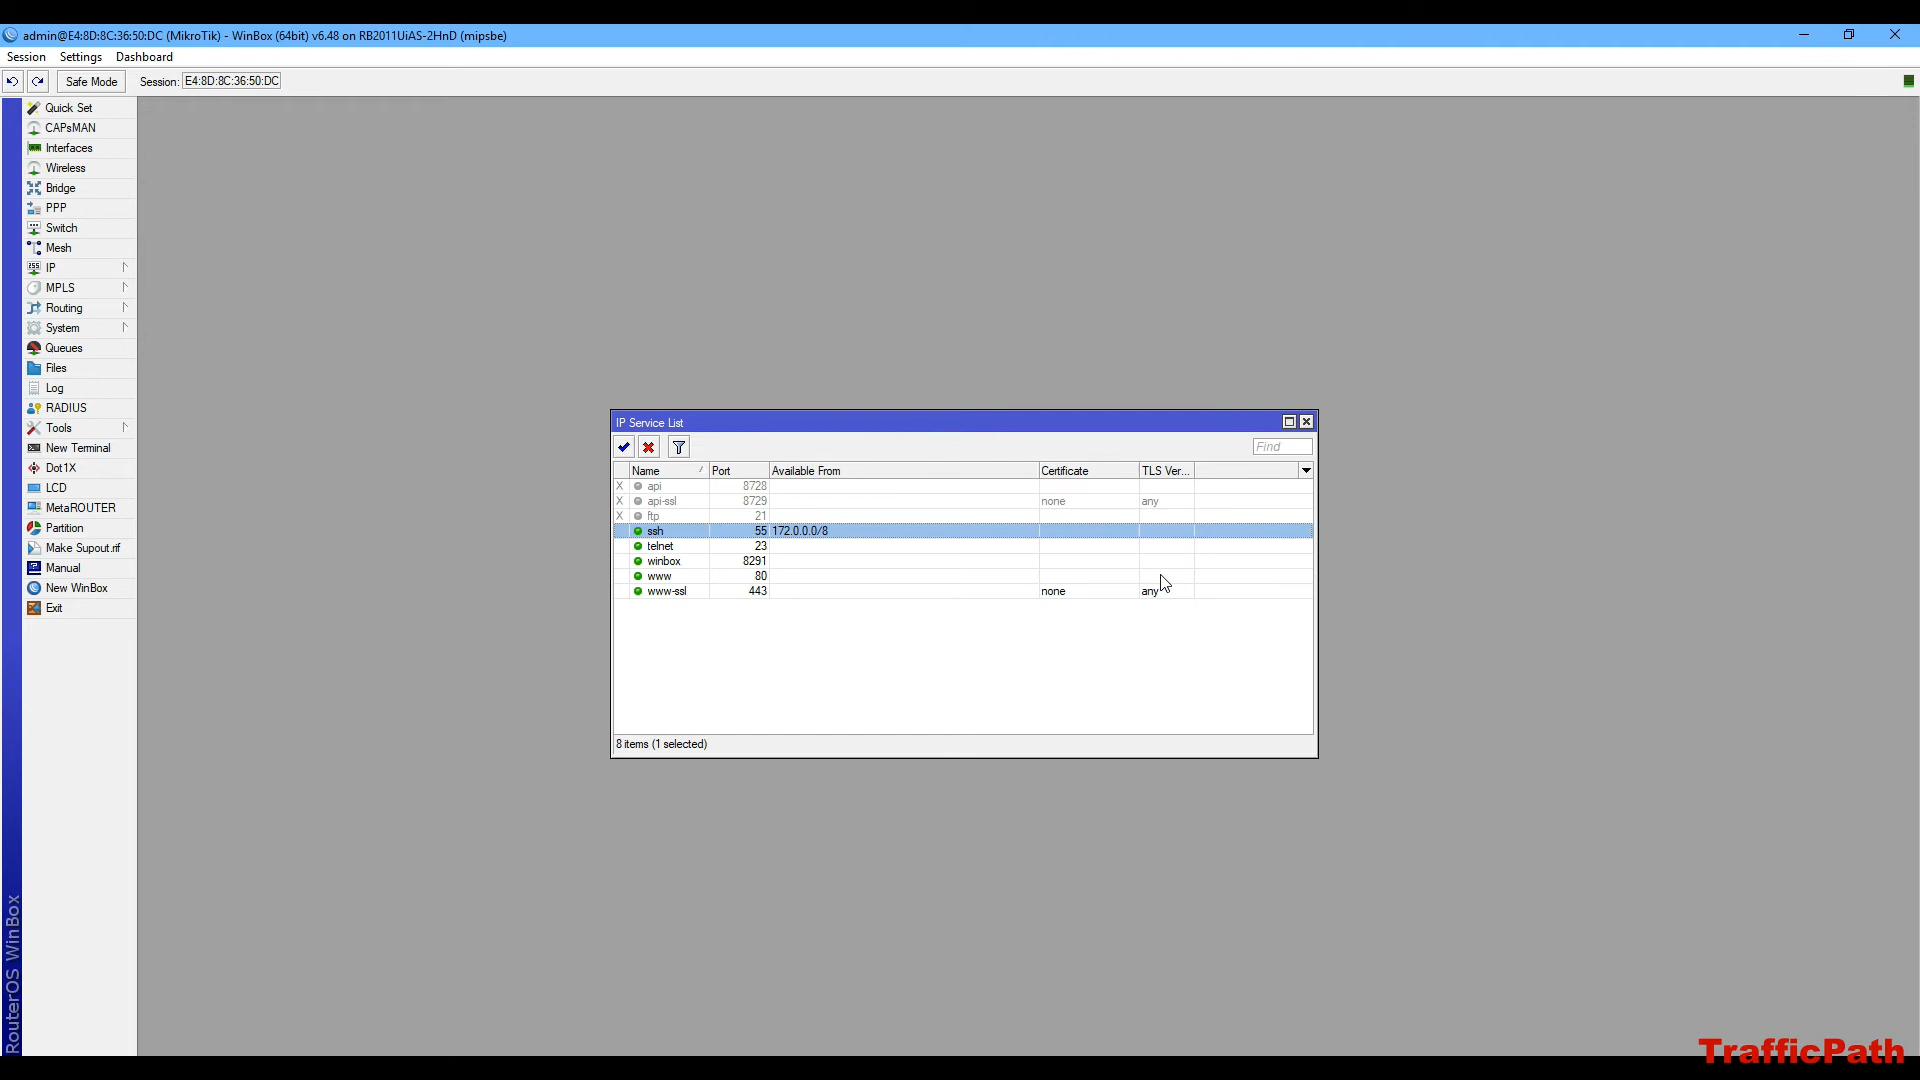 admin@E4:8D:8C:36:50:DC (MikroTik) - WinBox (64bit) v6.48 on RB2011UiAS-2HnD (mipsbe)
Session Settings Dashboard
Safe Mode Session: E4:8D:8C:36:50:DC
Quick Set
CAPsMAN
Interfaces
Wireless
Bridge
PPP
Switch
Mesh
IP
MPLS
Routing
System
Queues
Files
Log
RADIUS
Tools
New Terminal
Dot1X
LCD
MetaROUTER
Partition
Make Supout.rif
Manual
New WinBox
Exit
RouterOS WinBox
IP Service List
Find
Name Port Available From Certificate TLS Ver...
X api 8728
X api-ssl 8729 none any
X ftp 21
ssh 55 172.0.0.0/8
telnet 23
winbox 8291
www 80
www-ssl 443 none any
8 items (1 selected)
TrafficPath